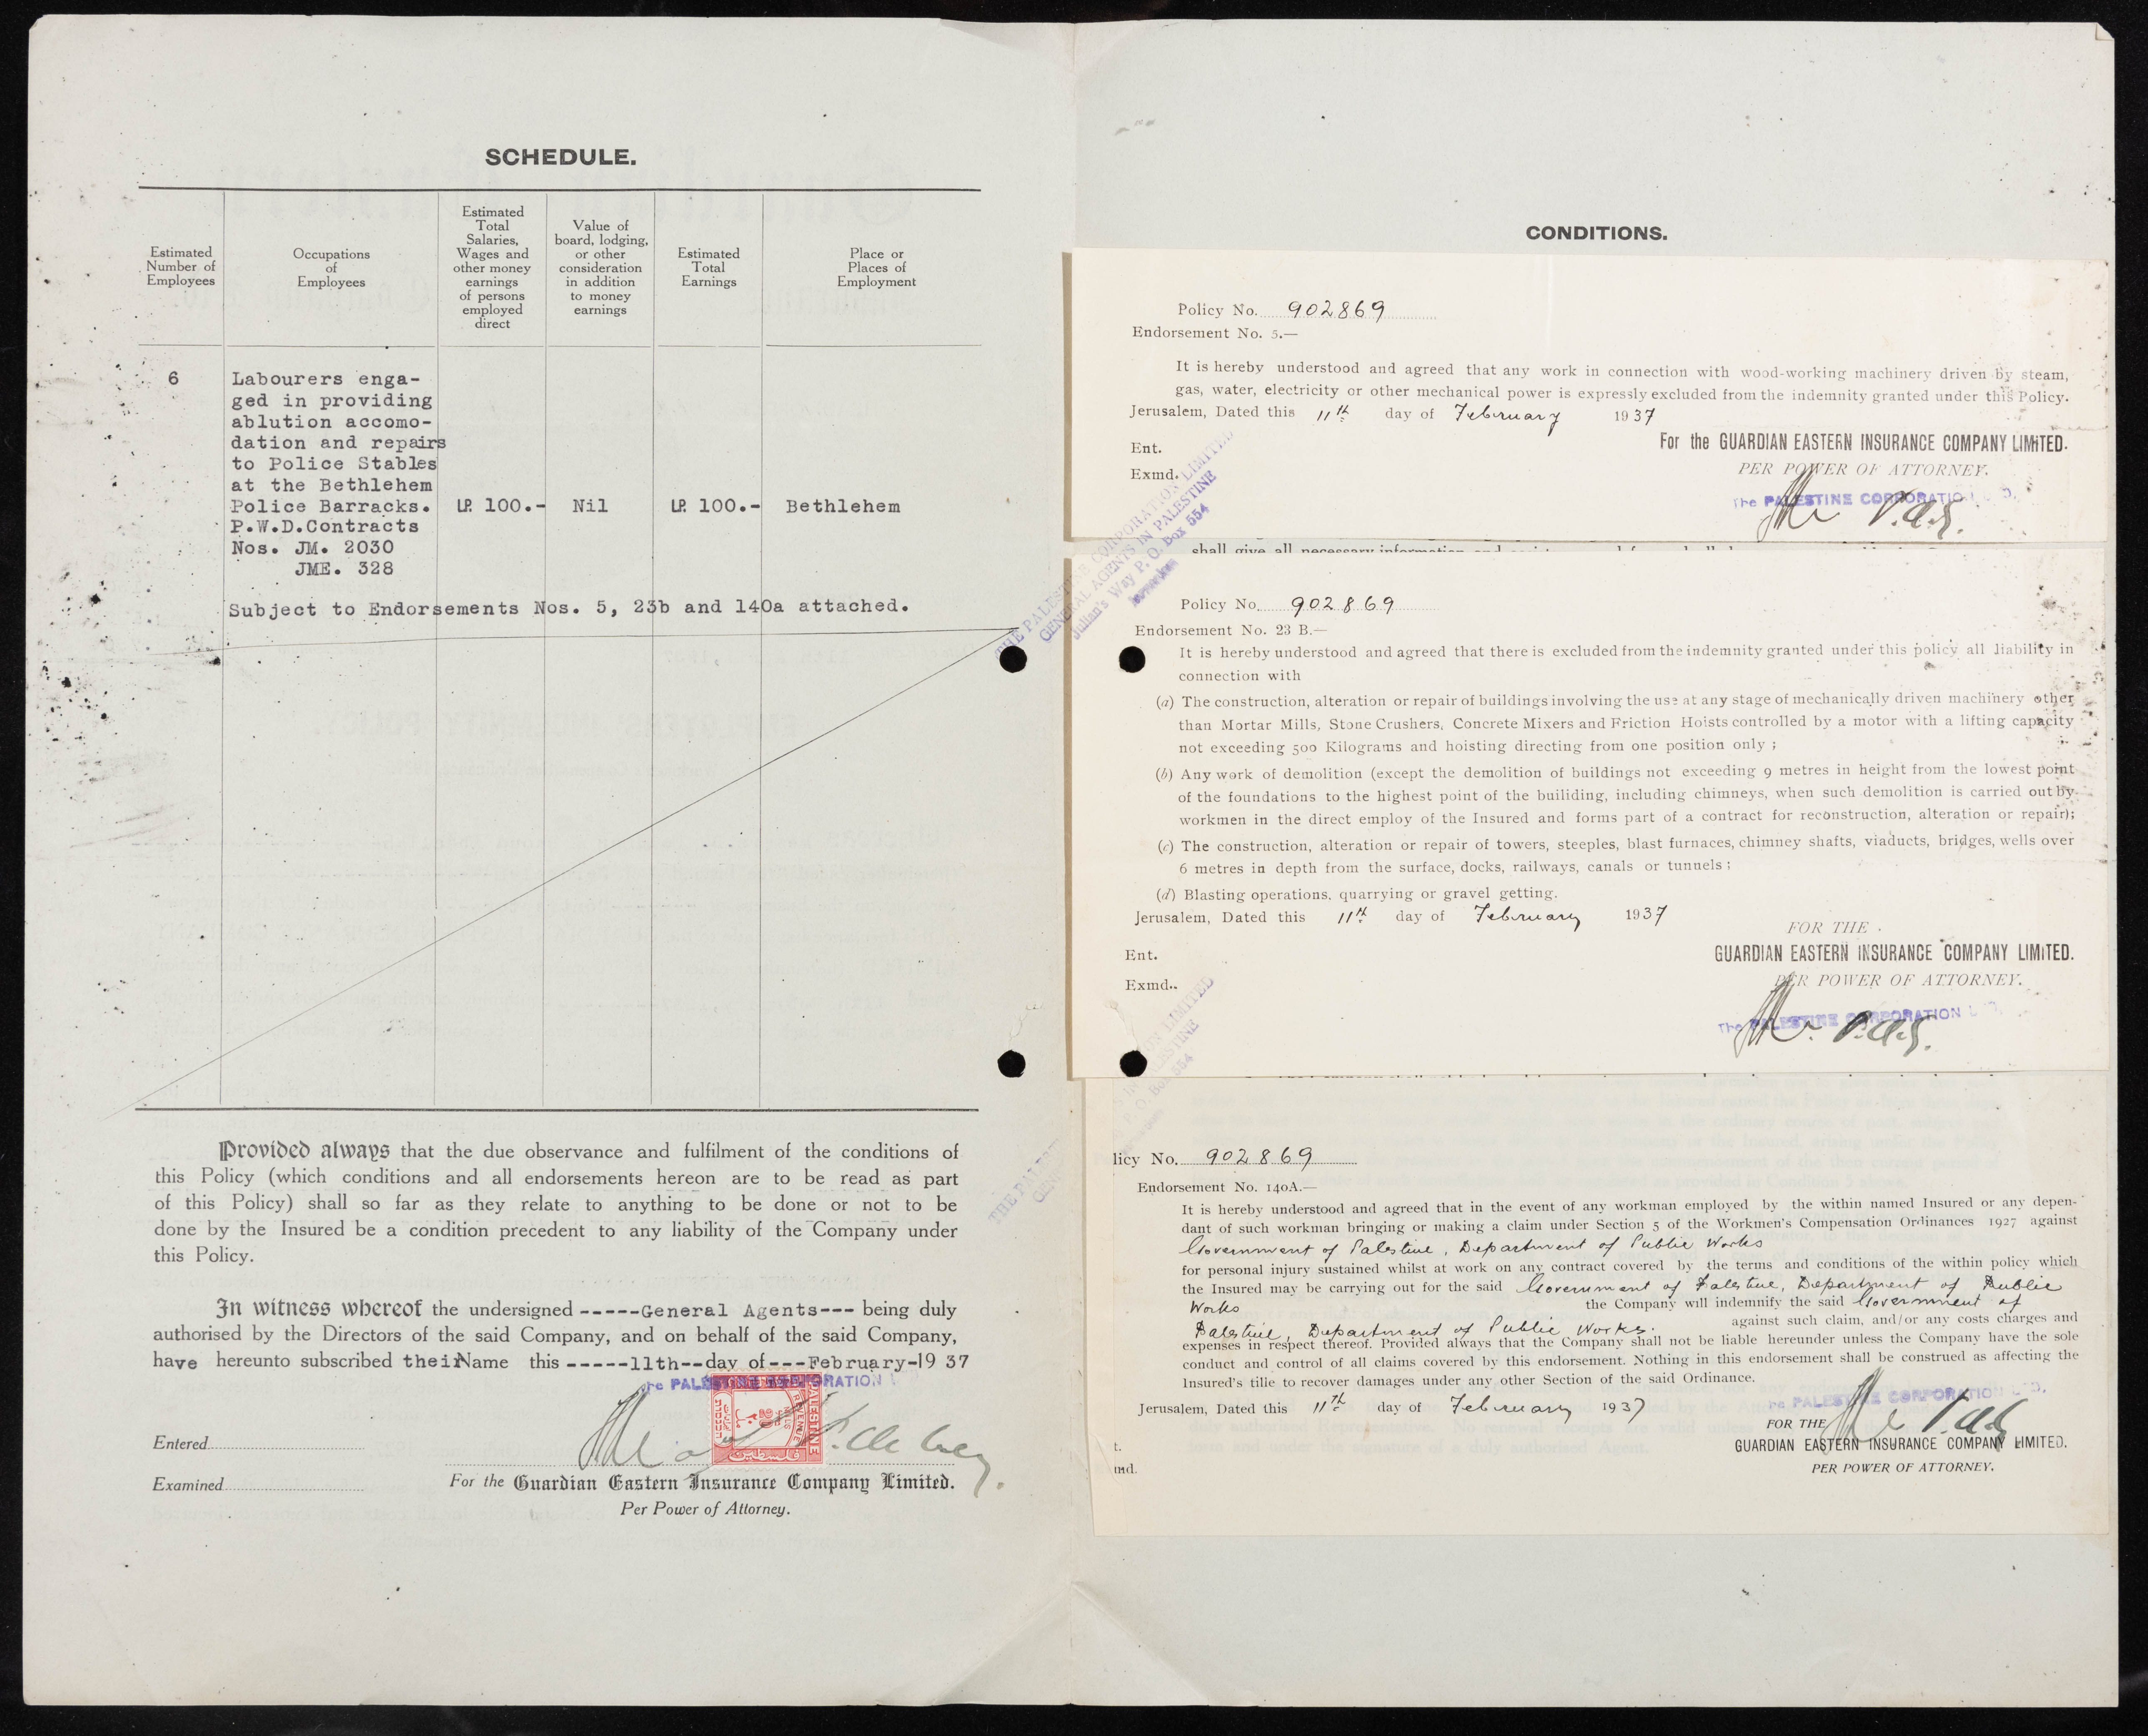 SCHEDULE.
Estimated
Number of
Employees
Occupations
of
Employees
Estimated
Total
Salaries,
Wages and
other money
earnings
of persons
employed
direct
Value of
board, lodging,
or other
consideration
in addition
to money
earnings
Estimated
Total
Earnings
Place or
Places of
Employment
6
Labourers enga-
ged in providing
ablution accomo-
dation and repairs
to Police Stables
at the Bethlehem
Police Barracks.
P.W.D.Contracts
Nos. JM. 2030
JME. 328
LP. 100.-
Nil
LP. 100.-
Bethlehem
Subject to Endorsements Nos. 5, 23b and 140a attached.
Provided always that the due observance and fulfilment of the conditions of
this Policy (which conditions and all endorsements hereon are to be read as part
of this Policy) shall so far as they relate to anything to be done or not to be
done by the Insured be a condition precedent to any liability of the Company under
this Policy.
In witness whereof the undersigned -----General Agents--- being duly
authorised by the Directors of the said Company, and on behalf of the said Company,
have hereunto subscribed their Name this -----11th--day of---February-19 37
The PALESTINE CORPORATION
PALESTINE
REVENUE
MILS
Entered
Examined
For the Guardian Eastern Insurance Company Limited.
Per Power of Attorney.
CONDITIONS.
Policy No. 902869
Endorsement No. 5.—
It is hereby understood and agreed that any work in connection with wood-working machinery driven by steam,
gas, water, electricity or other mechanical power is expressly excluded from the indemnity granted under this Policy.
Jerusalem, Dated this 11th day of February 1937
Ent.
Exmd.
For the GUARDIAN EASTERN INSURANCE COMPANY LIMITED.
PER POWER OF ATTORNEY.
The PALESTINE CORPORATION LTD.
THE PALESTINE CORPORATION LIMITED
GENERAL AGENTS IN PALESTINE
Julian's Way P. O. Box 554
Jerusalem
shall give all necessary information and
Policy No. 902869
Endorsement No. 23 B.—
It is hereby understood and agreed that there is excluded from the indemnity granted under this policy all liability in
connection with
(a) The construction, alteration or repair of buildings involving the use at any stage of mechanically driven machinery other
than Mortar Mills, Stone Crushers, Concrete Mixers and Friction Hoists controlled by a motor with a lifting capacity
not exceeding 500 Kilograms and hoisting directing from one position only ;
(b) Any work of demolition (except the demolition of buildings not exceeding 9 metres in height from the lowest point
of the foundations to the highest point of the builiding, including chimneys, when such demolition is carried out by
workmen in the direct employ of the Insured and forms part of a contract for reconstruction, alteration or repair);
(c) The construction, alteration or repair of towers, steeples, blast furnaces, chimney shafts, viaducts, bridges, wells over
6 metres in depth from the surface, docks, railways, canals or tunnels ;
(d) Blasting operations, quarrying or gravel getting.
Jerusalem, Dated this 11th day of February 1937
Ent.
Exmd.
FOR THE
GUARDIAN EASTERN INSURANCE COMPANY LIMITED.
PER POWER OF ATTORNEY.
The PALESTINE CORPORATION LTD.
LIMITED
P. O. Box 554
THE PALEST
licy No. 902869
Endorsement No. 140A.—
It is hereby understood and agreed that in the event of any workman employed by the within named Insured or any depen-
dant of such workman bringing or making a claim under Section 5 of the Workmen's Compensation Ordinances 1927 against
Government of Palestine, Department of Public Works
for personal injury sustained whilst at work on any contract covered by the terms and conditions of the within policy which
the Insured may be carrying out for the said Government of Palestine, Department of Public
Works the Company will indemnify the said Government of
Palestine, Department of Public Works. against such claim, and/or any costs charges and
expenses in respect thereof. Provided always that the Company shall not be liable hereunder unless the Company have the sole
conduct and control of all claims covered by this endorsement. Nothing in this endorsement shall be construed as affecting the
Insured's tille to recover damages under any other Section of the said Ordinance.
Jerusalem, Dated this 11th day of February 1937
The PALESTINE CORPORATION LTD.
FOR THE
GUARDIAN EASTERN INSURANCE COMPANY LIMITED.
PER POWER OF ATTORNEY.
t.
md.